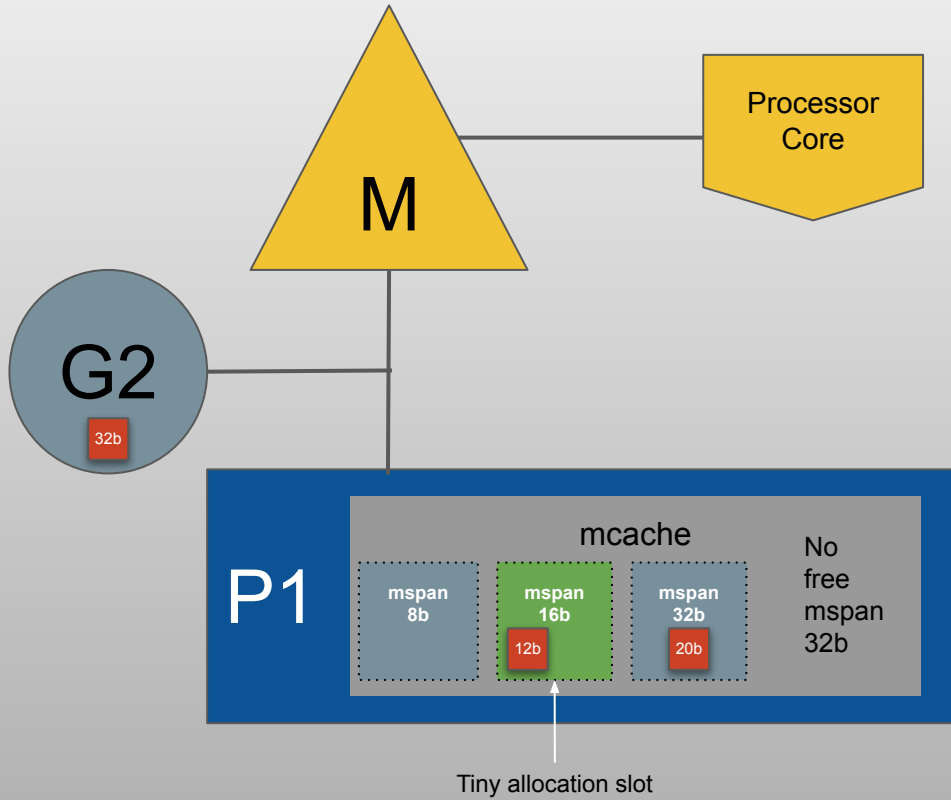 Processor
Core
M
G2
32b
P1
mcache
mspan
8b
mspan
16b
12b
mspan
32b
20b
No
free
mspan
32b
Tiny allocation slot